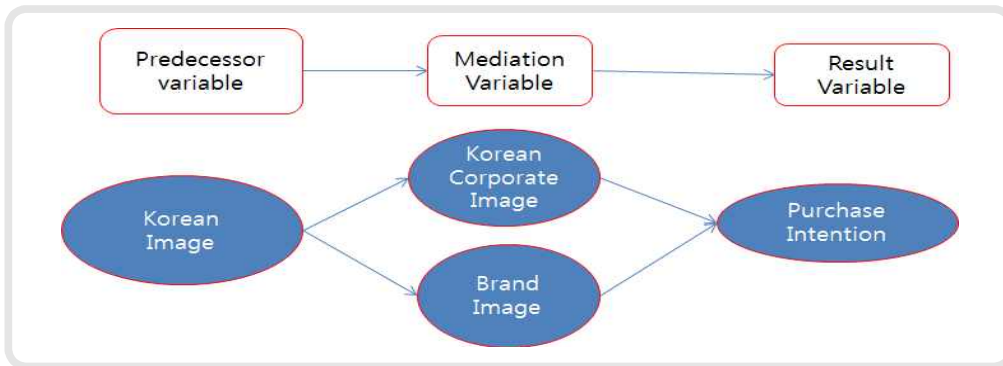 Predecessor
variable
Mediation
Variable
Result
Variable
Korean
Image
Korean
Corporate
Image
Brand
Image
Purchase
Intention